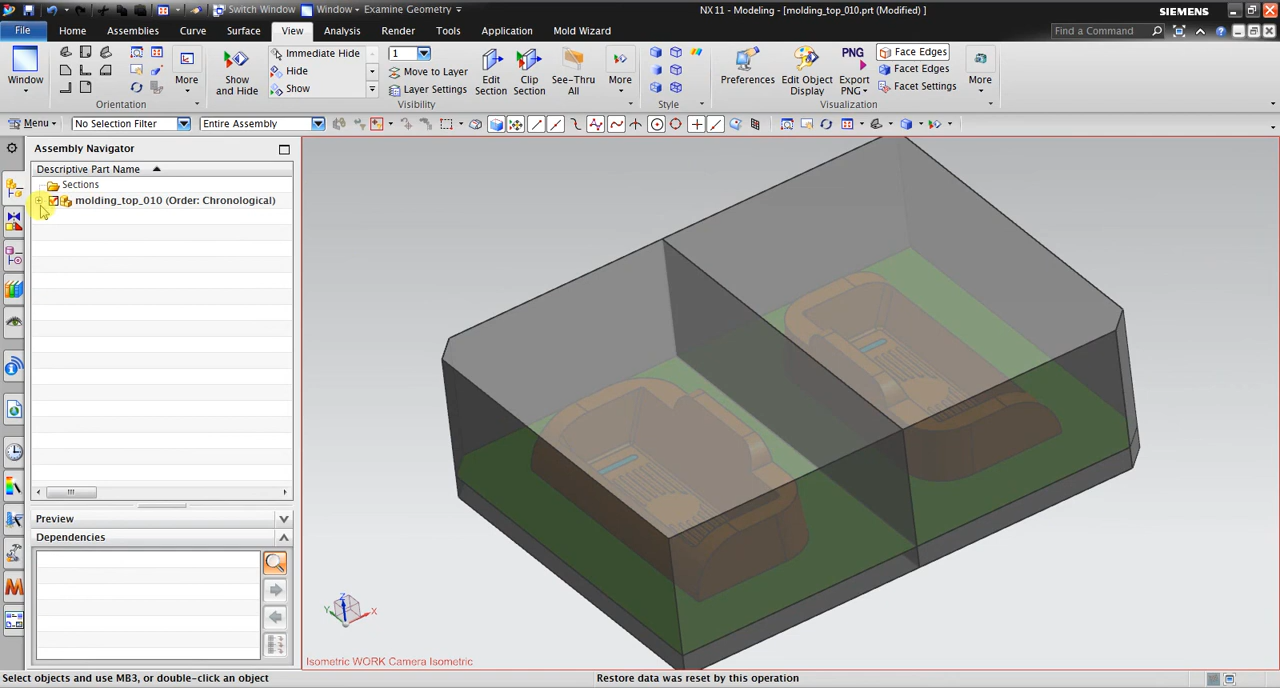 Switch Window Window Examine Geometry
NX 11 - Modeling - [molding_top_010.prt (Modified) ]
SIEMENS
File Home Assemblies Curve Surface View Analysis Render Tools Application Mold Wizard
Find a Command
Window
More
Orientation
Show and Hide
Immediate Hide
Hide
Show
1
Move to Layer
Layer Settings
Edit Section
Clip Section
See-Thru All
More
Visibility
Style
Preferences
Edit Object Display
PNG
Export PNG
Face Edges
Facet Edges
Facet Settings
More
Visualization
Menu
No Selection Filter
Entire Assembly
Assembly Navigator
Descriptive Part Name
Sections
molding_top_010 (Order: Chronological)
Preview
Dependencies
Z
Y
X
Isometric WORK Camera Isometric
Select objects and use MB3, or double-click an object
Restore data was reset by this operation